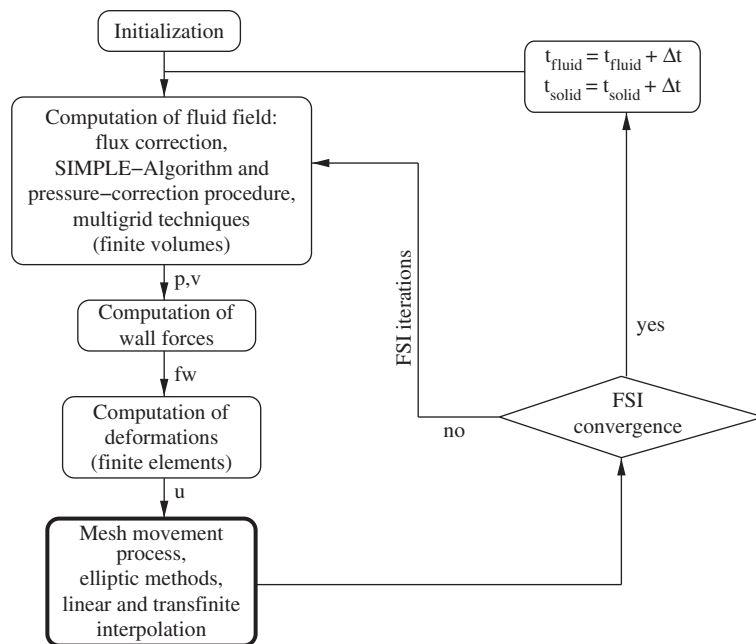 Initialization
t_fluid = t_fluid + Δt
t_solid = t_solid + Δt
Computation of fluid field:
flux correction,
SIMPLE−Algorithm and
pressure−correction procedure,
multigrid techniques
(finite volumes)
p,v
Computation of
wall forces
fw
Computation of
deformations
(finite elements)
u
Mesh movement
process,
elliptic methods,
linear and transfinite
interpolation
FSI iterations
no
yes
FSI
convergence